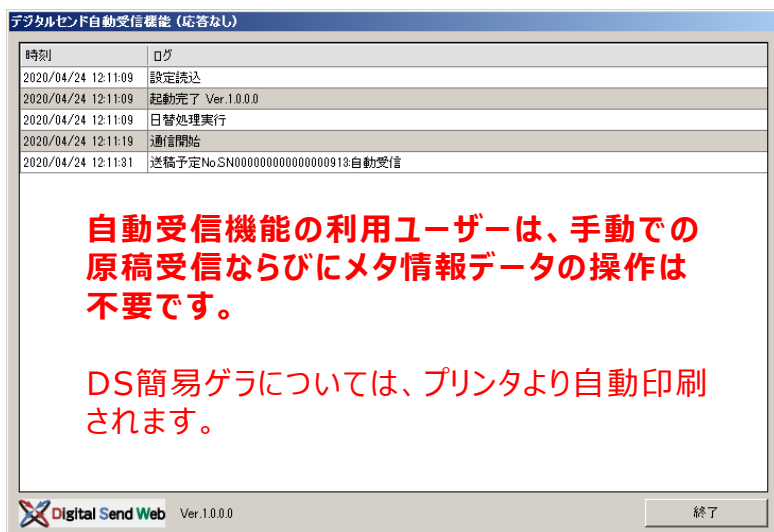 デジタルセンド自動受信機能（応答なし）
時刻 ログ
2020/04/24 12:11:09 設定読込
2020/04/24 12:11:09 起動完了 Ver.1.0.0.0
2020/04/24 12:11:09 日替処理実行
2020/04/24 12:11:19 通信開始
2020/04/24 12:11:31 送稿予定No.SN000000000000000913:自動受信
自動受信機能の利用ユーザーは、手動での
原稿受信ならびにメタ情報データの操作は
不要です。
DS簡易ゲラについては、プリンタより自動印刷
されます。
Digital Send Web Ver.1.0.0.0 終了